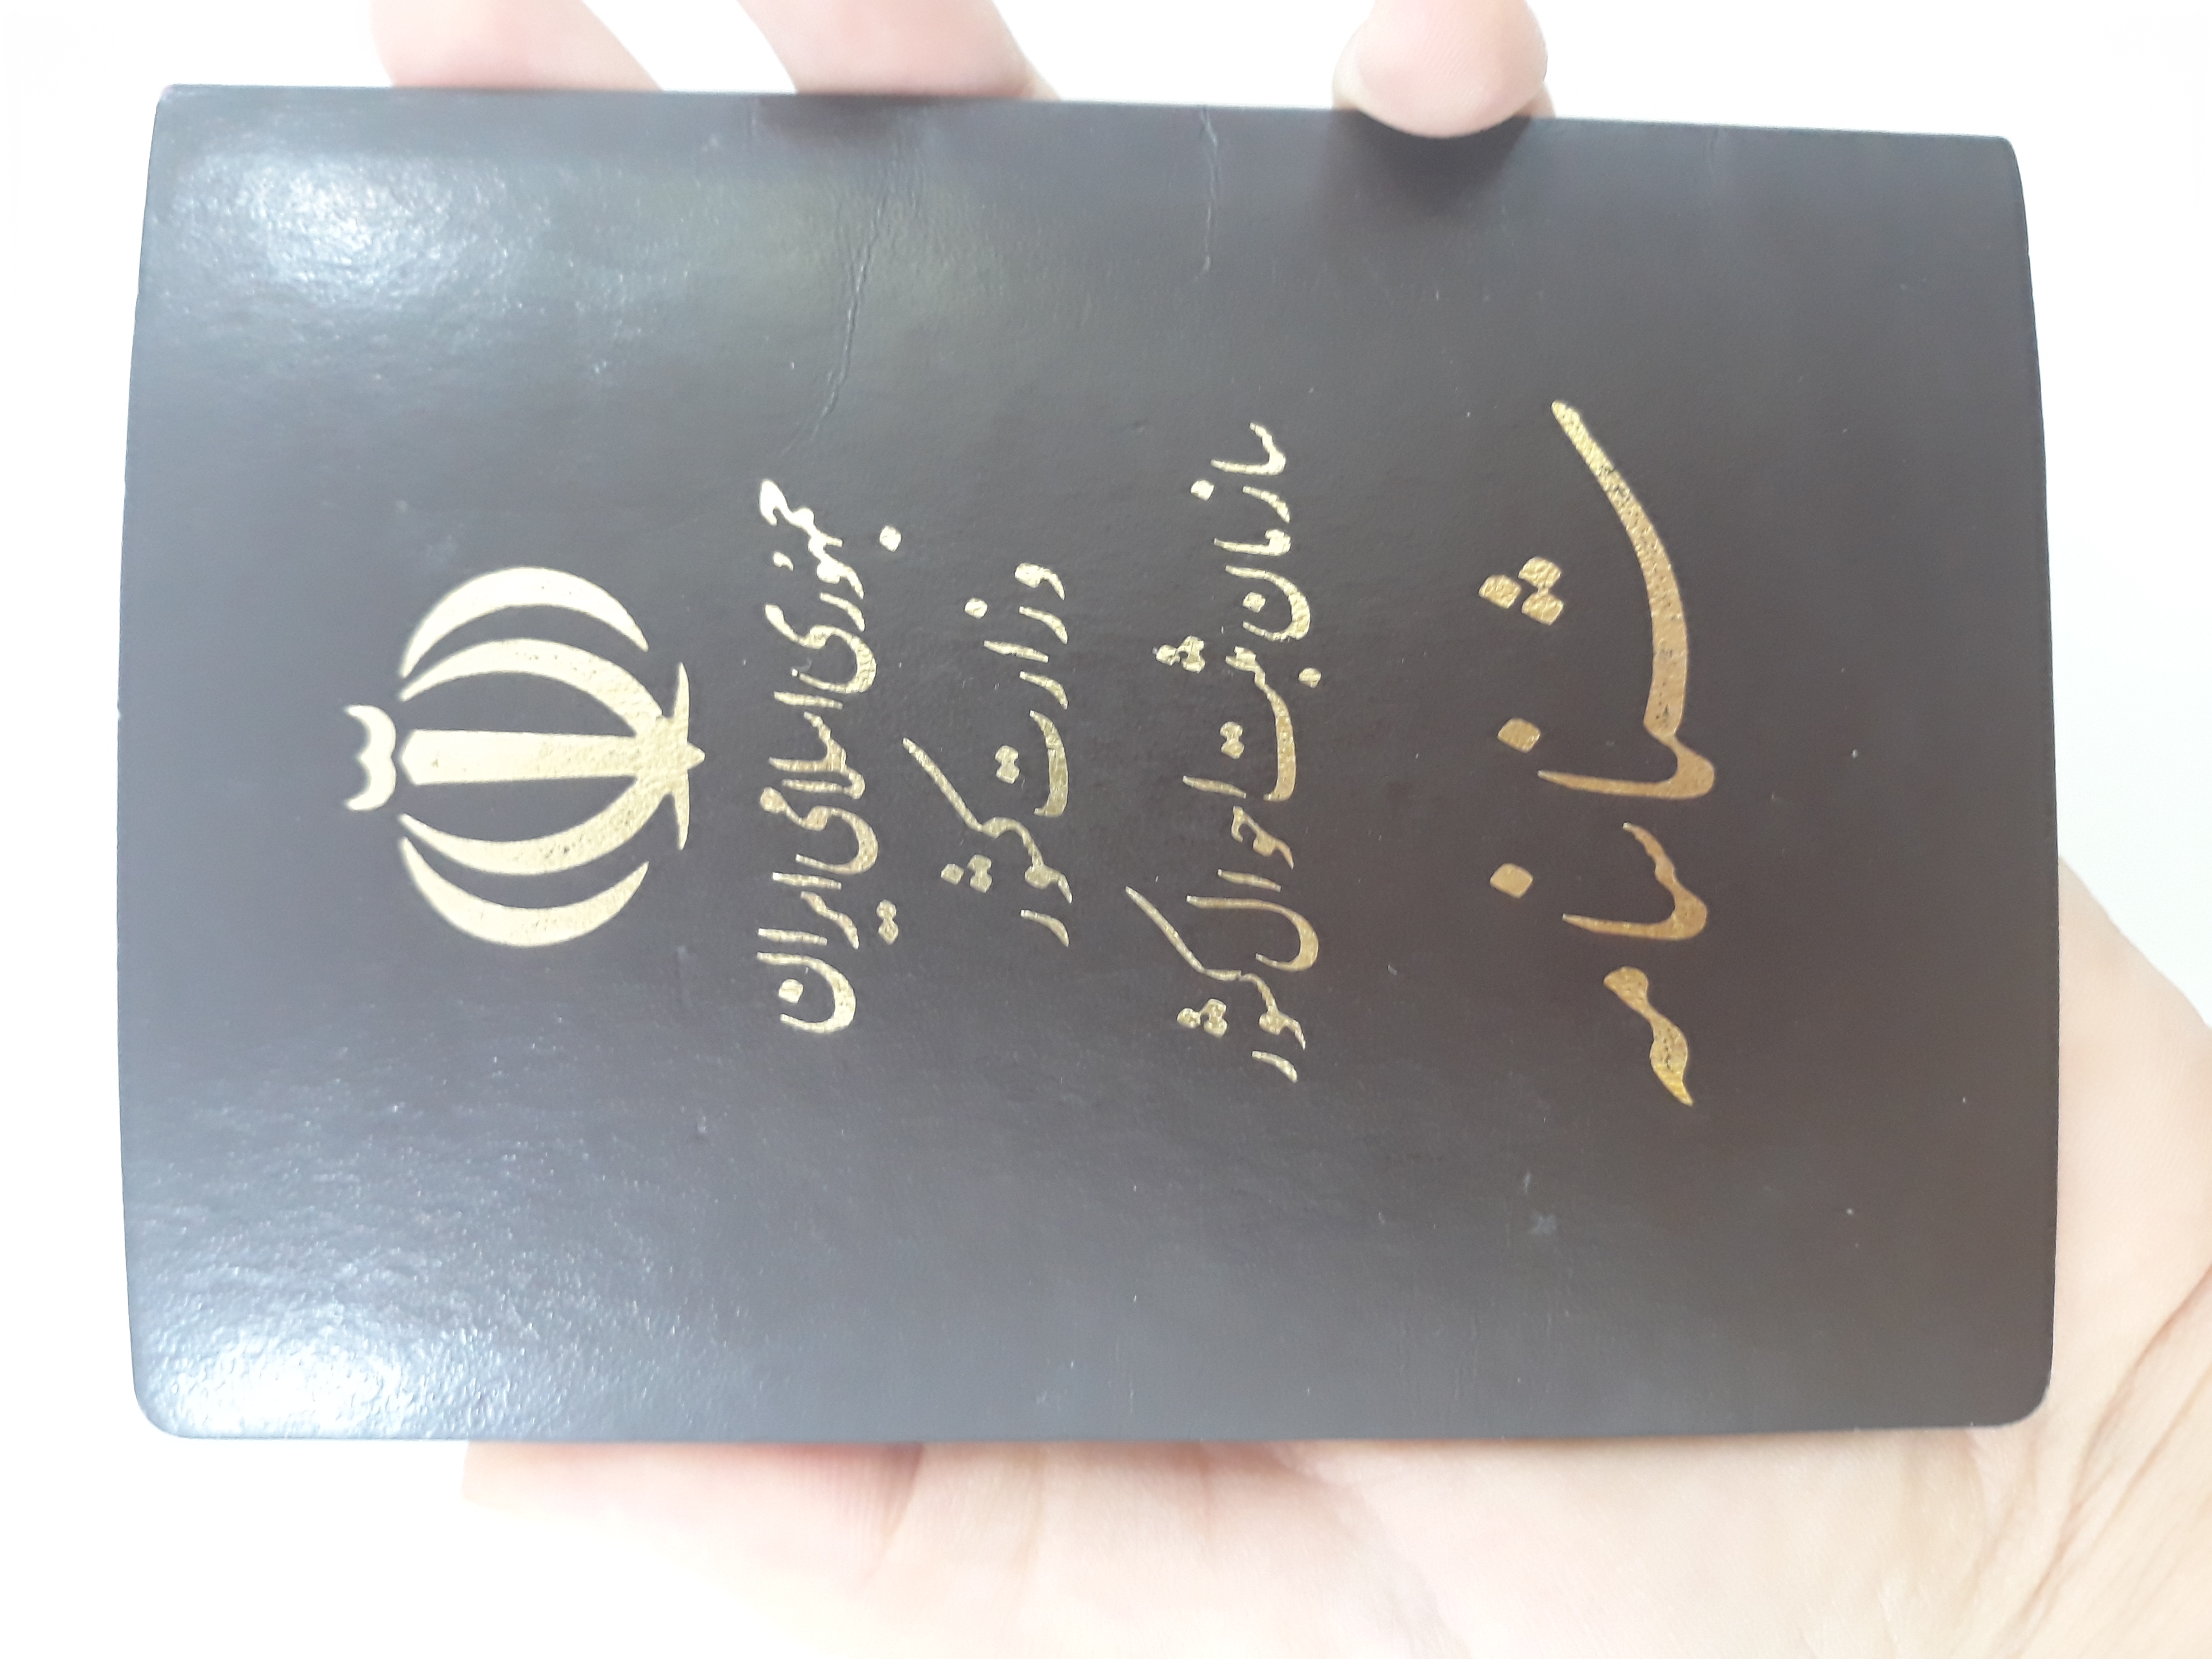 جمهوری اسلامی ایران
وزارت کشور
سازمان ثبت احوال کشور
شناسنامه